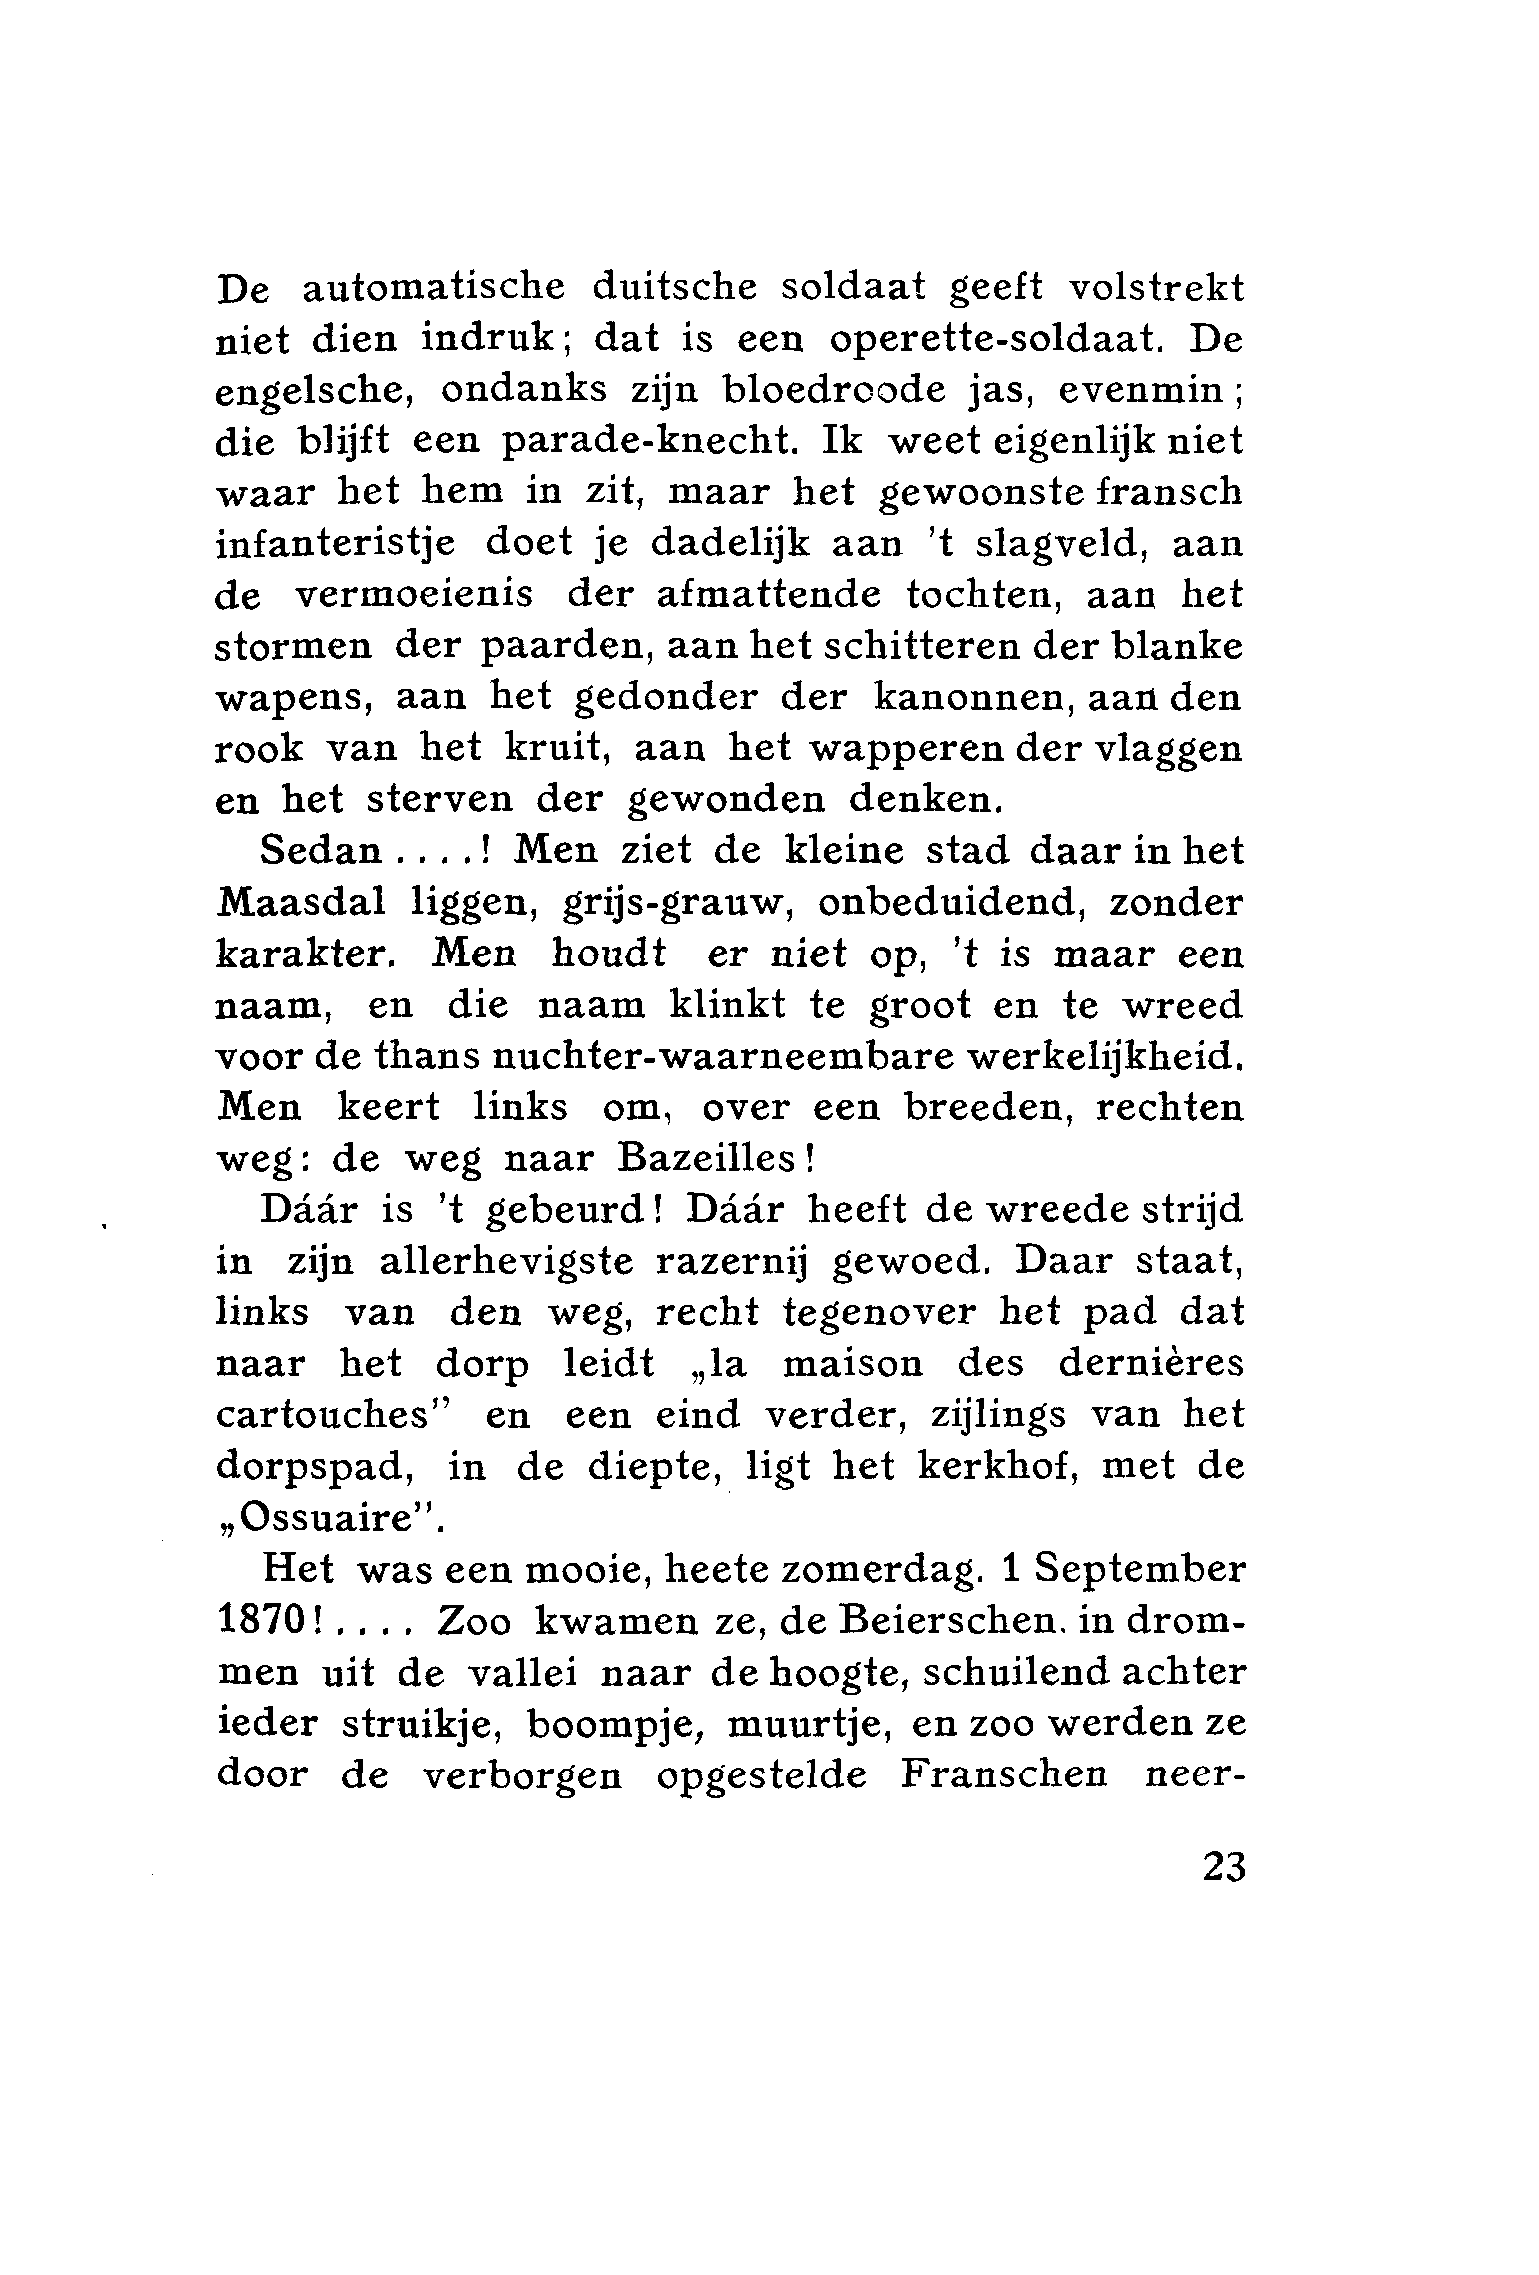 De automatische duitsche soldaat geeft volstrekt
niet dien indruk; dat is een operette-soldaat. De
engelsche, ondanks zijn bloedroode jas, evenmin;
die blijft een parade-knecht. Ik weet eigenlijk niet
waar het hem in zit, maar het gewoonste fransch
infanteristje doet je dadelijk aan 't slagveld, aan
de vermoeienis der afmattende tochten, aan het
stormen der paarden, aan het schitteren der blanke
wapens, aan het gedonder der kanonnen, aan den
rook van het kruit, aan het wapperen der vlaggen
en het sterven der gewonden denken.
Sedan....! Men ziet de kleine stad daar in het
Maasdal liggen, grijs-grauw, onbeduidend, zonder
karakter. Men houdt er niet op, 't is maar een
naam, en die naam klinkt te groot en te wreed
voor de thans nuchter-waarneembare werkelijkheid.
Men keert links om, over een breeden, rechten
weg: de weg naar Bazeilles!
Dáár is 't gebeurd! Dáár heeft de wreede strijd
in zijn allerhevigste razernij gewoed. Daar staat,
links van den weg, recht tegenover het pad dat
naar het dorp leidt „la maison des dernières
cartouches” en een eind verder, zijlings van het
dorpspad, in de diepte, ligt het kerkhof, met de
„Ossuaire”.
Het was een mooie, heete zomerdag. 1 September
1870!.... Zoo kwamen ze, de Beierschen. in drom-
men uit de vallei naar de hoogte, schuilend achter
ieder struikje, boompje, muurtje, en zoo werden ze
door de verborgen opgestelde Franschen neer-
23